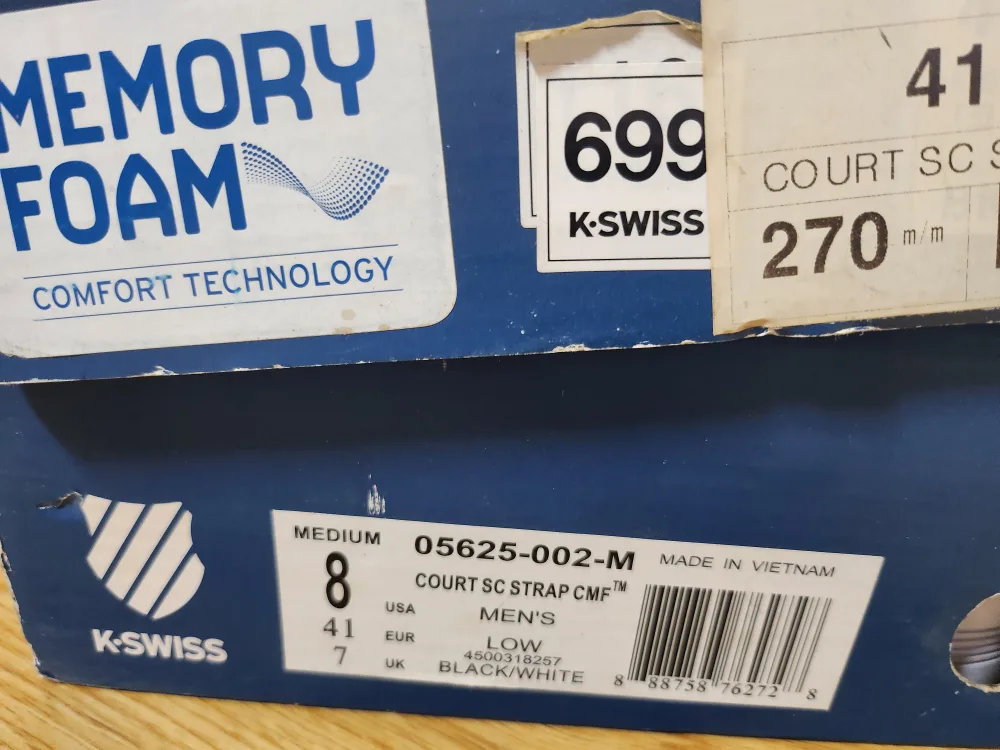 MEMORY
FOAM
COMFORT TECHNOLOGY
699
K·SWISS
41
COURT SC
270 m/m
K·SWISS
MEDIUM
8 USA
41 EUR
7 UK
05625-002-M
COURT SC STRAP CMF™
MEN'S
LOW
4500318257
BLACK/WHITE
MADE IN VIETNAM
8 88758 76272 8